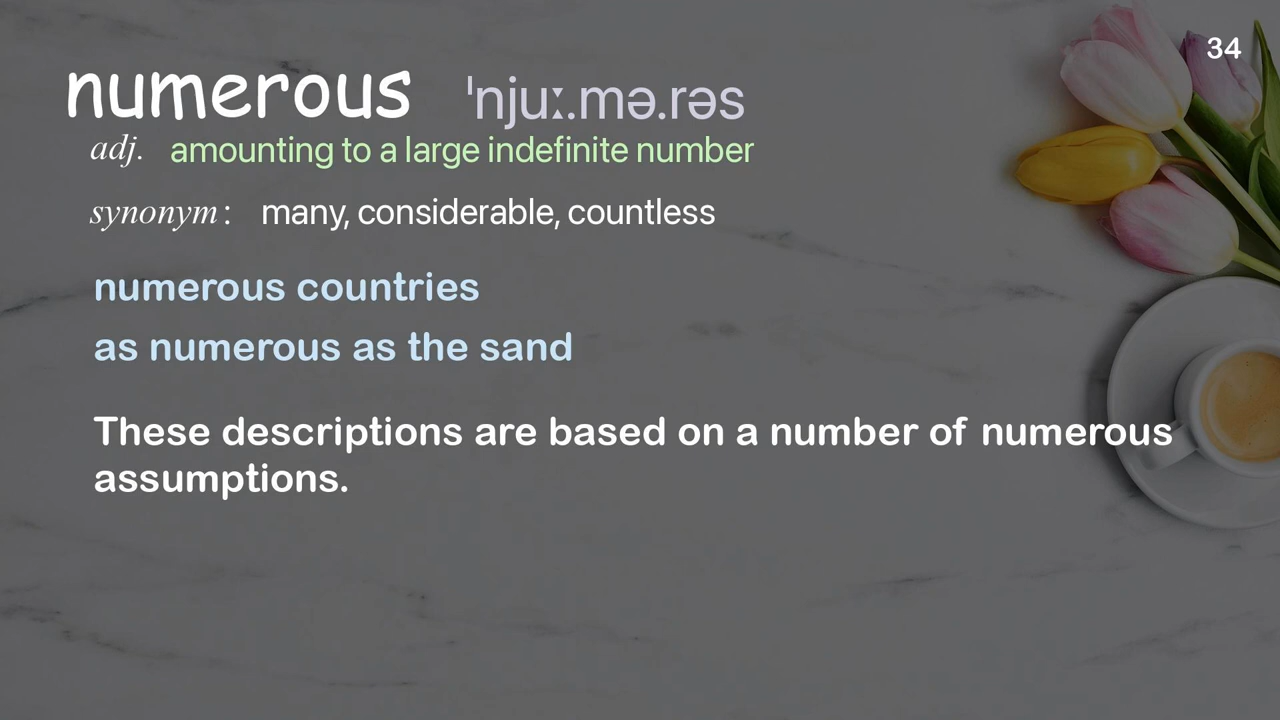 34
numerous ˈnjuː.mə.rəs
adj. amounting to a large indefinite number
synonym: many, considerable, countless
numerous countries
as numerous as the sand
These descriptions are based on a number of numerous
assumptions.